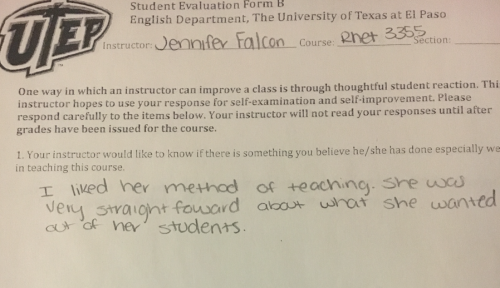 Student Evaluation Form B
English Department, The University of Texas at El Paso
UTEP
Instructor: Jennifer Falcon Course: Rhet 3355 Section:
One way in which an instructor can improve a class is through thoughtful student reaction. Thi
instructor hopes to use your response for self-examination and self-improvement. Please
respond carefully to the items below. Your instructor will not read your responses until after
grades have been issued for the course.
1. Your instructor would like to know if there is something you believe he/she has done especially we
in teaching this course.
I liked her method of teaching. She was
very straight foward about what she wanted
out of her students.